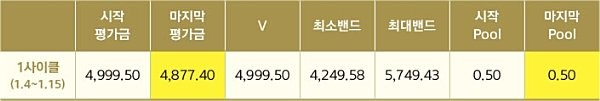 시작 평가금 마지막 평가금 V 최소밴드 최대밴드 시작 Pool 마지막 Pool
1사이클 (1.4~1.15) 4,999.50 4,877.40 4,999.50 4,249.58 5,749.43 0.50 0.50